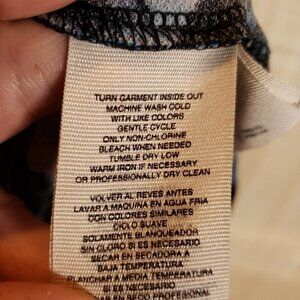 TURN GARMENT INSIDE OUT
MACHINE WASH COLD
WITH LIKE COLORS
GENTLE CYCLE
ONLY NON-CHLORINE
BLEACH WHEN NEEDED
TUMBLE DRY LOW
WARM IRON IF NECESSARY
OR PROFESSIONALLY DRY CLEAN
VOLVER AL REVES ANTES
LAVAR A MAQUINA EN AGUA FRIA
CON COLORES SIMILARES
CICLO SUAVE
SOLAMENTE BLANQUEADOR
SIN CLORO SI ES NECESARIO
SECAR EN SECADORA A
BAJA TEMPERATURA
PLANCHAR A MEDIA TEMPERATURA
SI ES NECESARIO
EN SECO PROFESIONAL